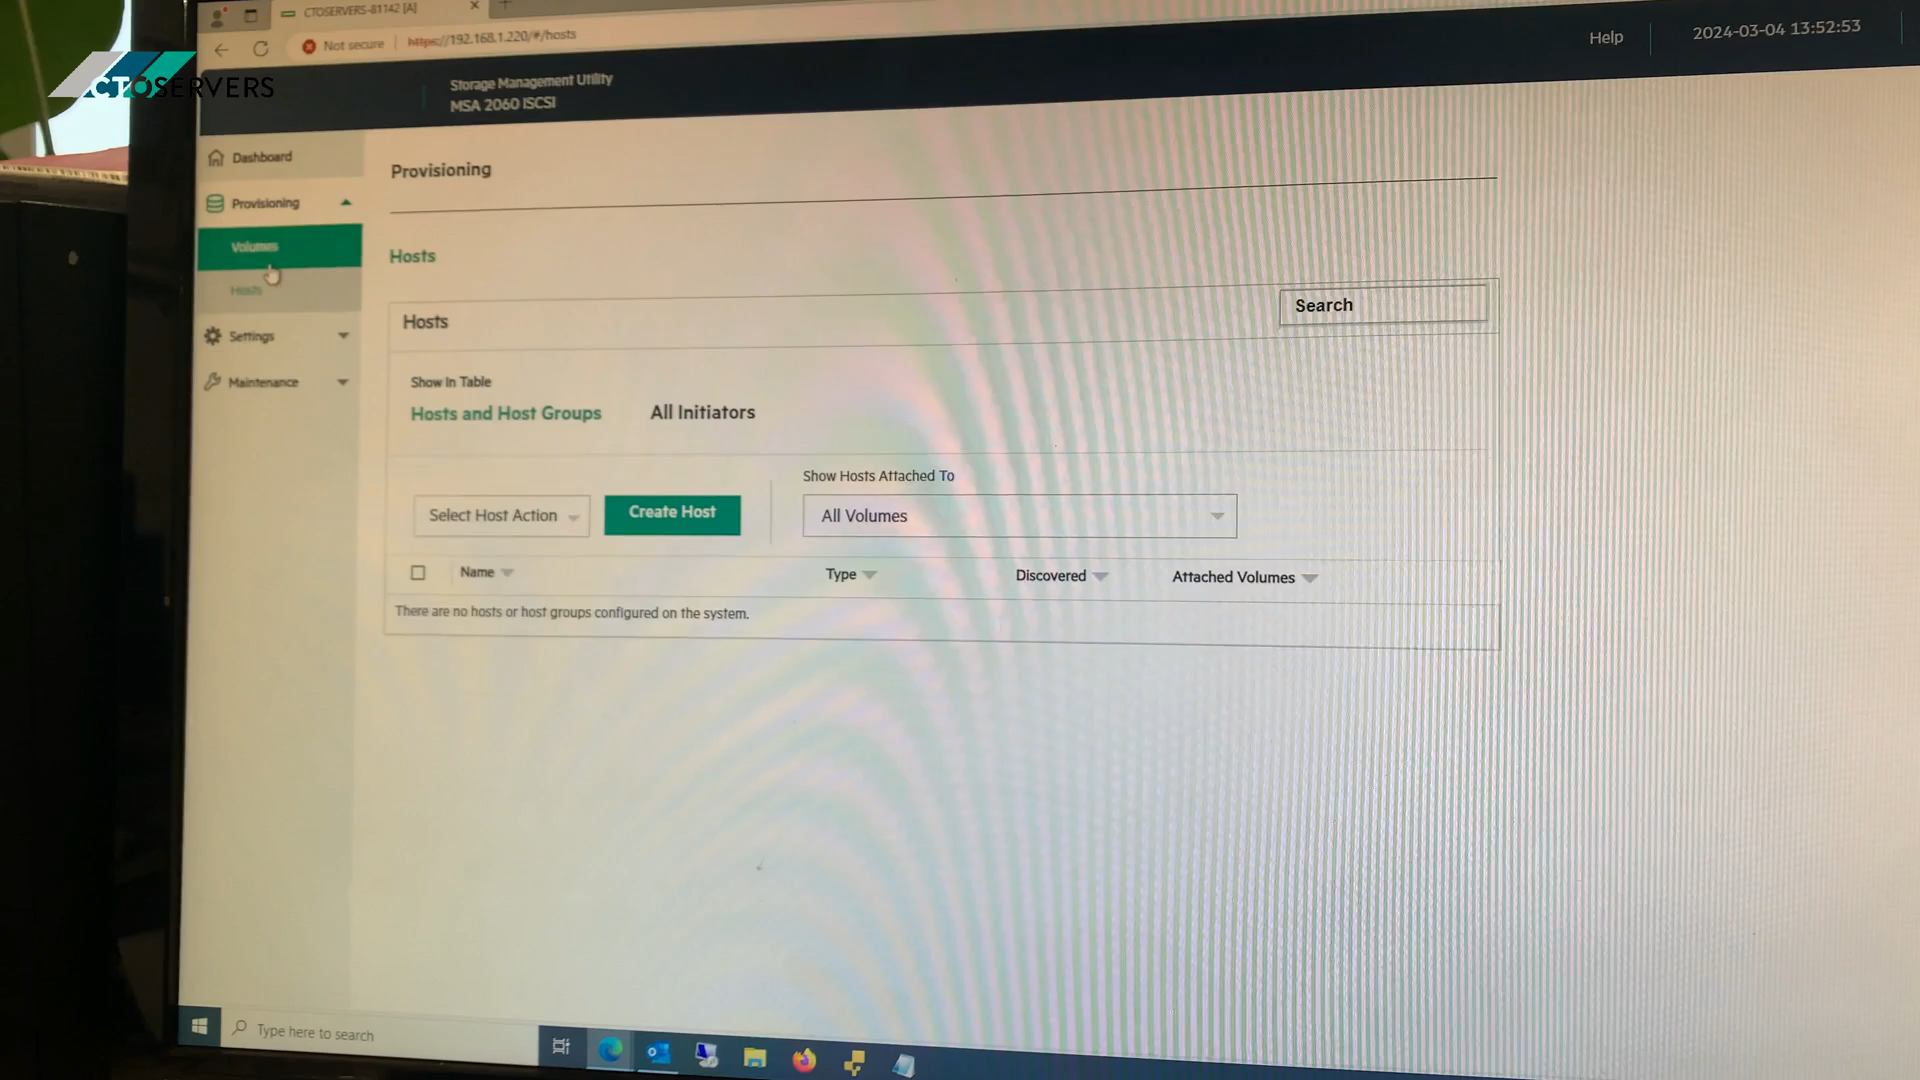 CTOSERVERS-81142 [A]
Not secure
https://192.168.1.220/#/hosts
Help
2024-03-04 13:52:53
CTOSERVERS
Storage Management Utility
MSA 2060 ISCSI
Dashboard
Provisioning
Volumes
Hosts
Settings
Maintenance
Provisioning
Hosts
Hosts
Search
Show In Table
Hosts and Host Groups
All Initiators
Show Hosts Attached To
Select Host Action
Create Host
All Volumes
Name
Type
Discovered
Attached Volumes
There are no hosts or host groups configured on the system.
Type here to search